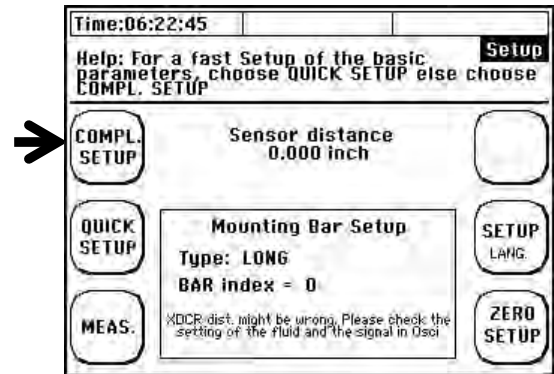 Time:06:22:45
Setup
Help: For a fast Setup of the basic
parameters, choose QUICK SETUP else choose
COMPL. SETUP
COMPL.
SETUP
Sensor distance
0.000 inch
QUICK
SETUP
Mounting Bar Setup
Type: LONG
BAR index = 0
XDCR dist. might be wrong. Please check the
setting of the fluid and the signal in Osci
SETUP
LANG.
MEAS.
ZERO
SETUP